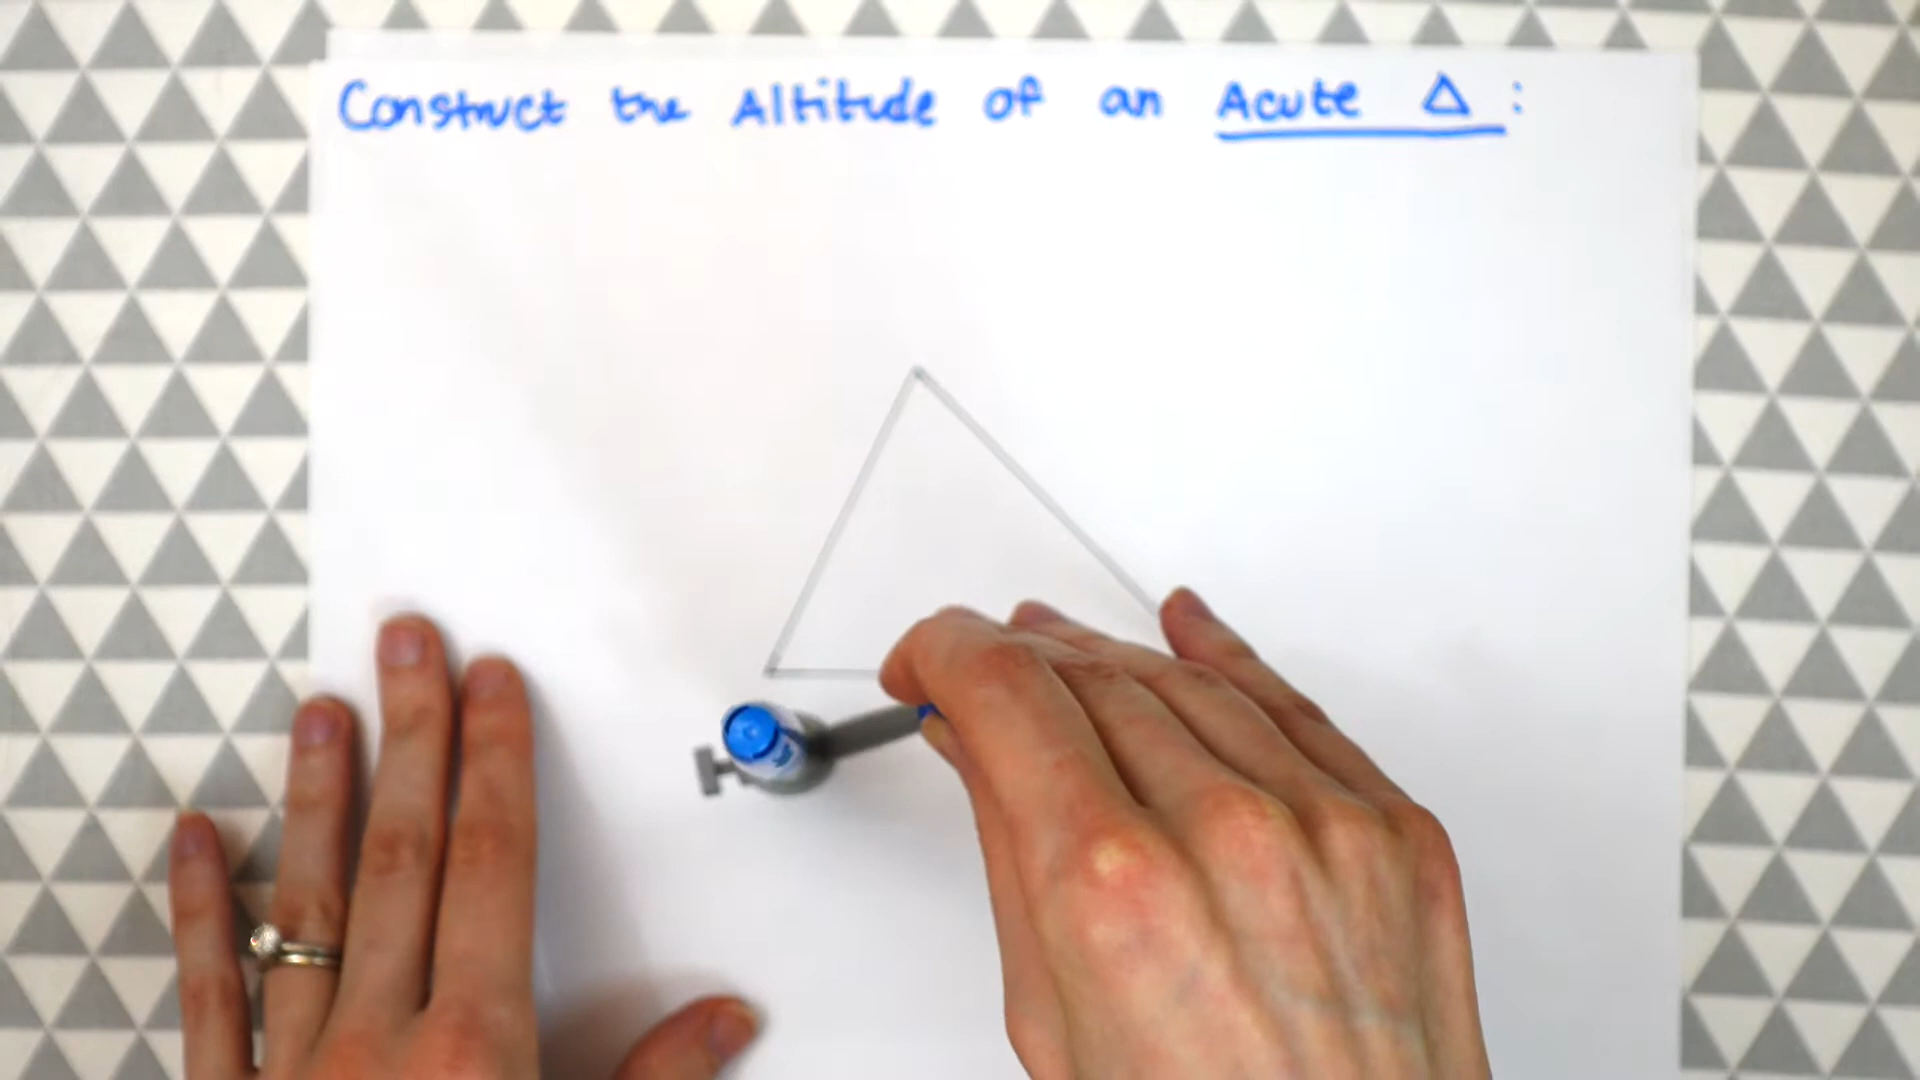 Construct the Altitude of an Acute Δ :